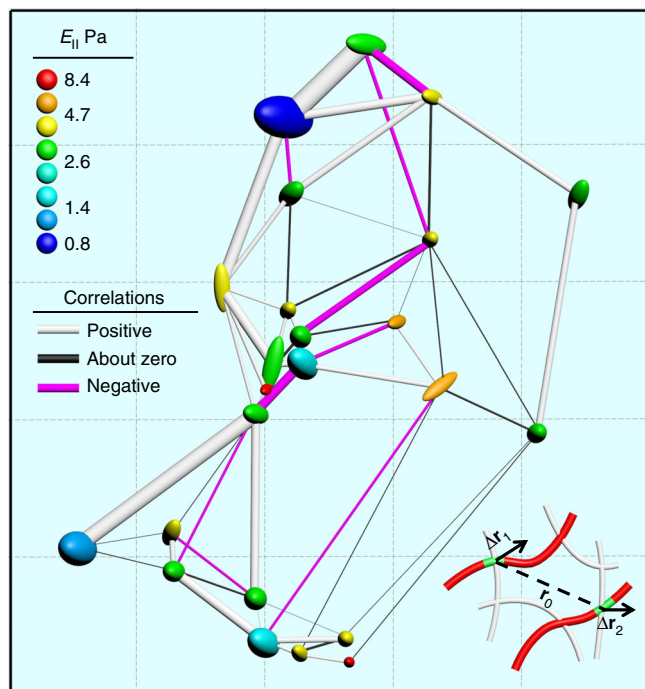 E_II Pa
8.4
4.7
2.6
1.4
0.8
Correlations
Positive
About zero
Negative
Δr₁
r₀
Δr₂